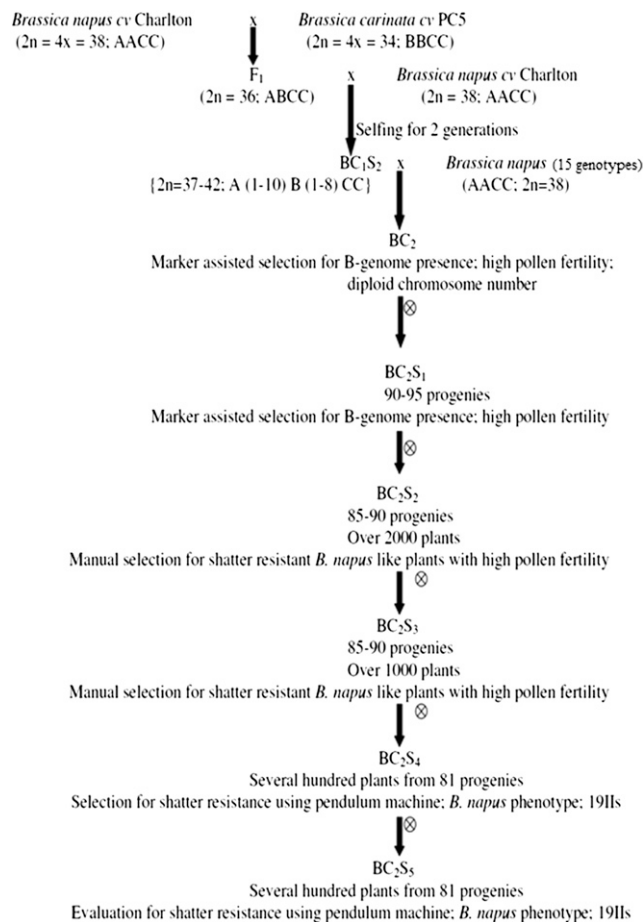 Brassica napus cv Charlton x Brassica carinata cv PC5
(2n = 4x = 38; AACC) (2n = 4x = 34; BBCC)
F₁ x Brassica napus cv Charlton
(2n = 36; ABCC) (2n = 38; AACC)
Selfing for 2 generations
BC₁S₂ x Brassica napus (15 genotypes)
{2n=37-42; A (1-10) B (1-8) CC} (AACC; 2n=38)
BC₂
Marker assisted selection for B-genome presence; high pollen fertility;
diploid chromosome number
⊗
BC₂S₁
90-95 progenies
Marker assisted selection for B-genome presence; high pollen fertility
⊗
BC₂S₂
85-90 progenies
Over 2000 plants
Manual selection for shatter resistant B. napus like plants with high pollen fertility
⊗
BC₂S₃
85-90 progenies
Over 1000 plants
Manual selection for shatter resistant B. napus like plants with high pollen fertility
⊗
BC₂S₄
Several hundred plants from 81 progenies
Selection for shatter resistance using pendulum machine; B. napus phenotype; 19IIs
⊗
BC₂S₅
Several hundred plants from 81 progenies
Evaluation for shatter resistance using pendulum machine; B. napus phenotype; 19IIs